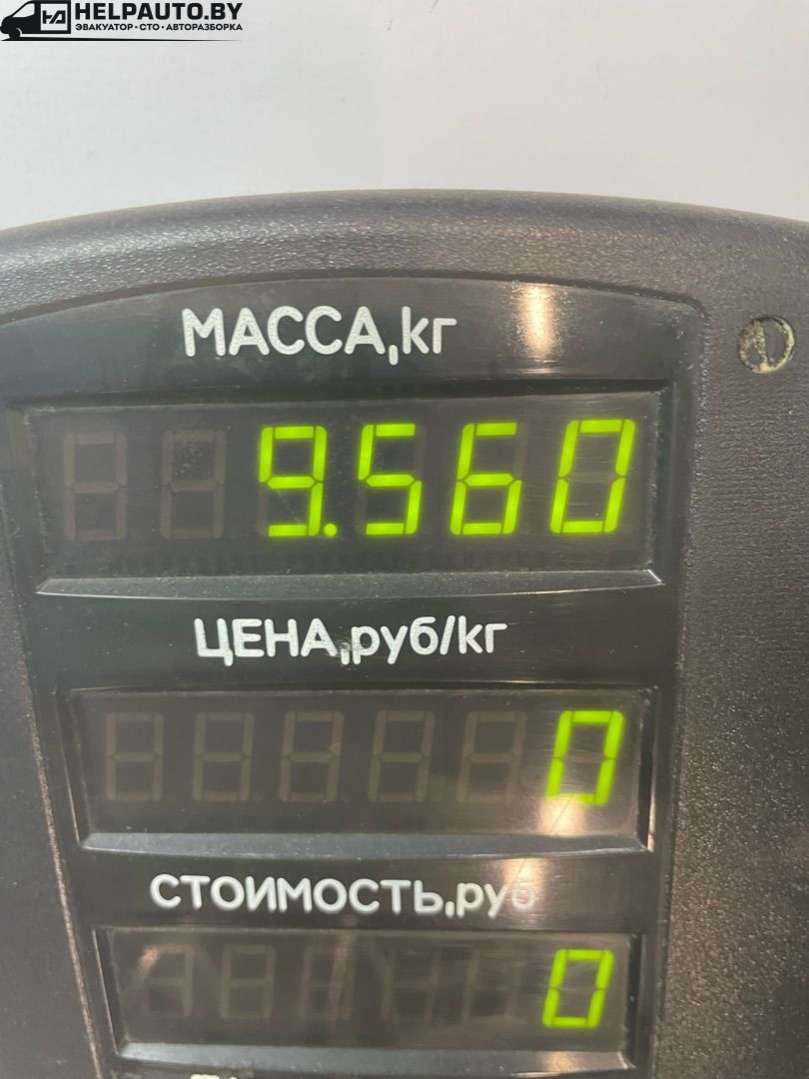 HELPAUTO.BY
ЭВАКУАТОР • СТО • АВТОРАЗБОРКА
МАССА,кг
9.560
ЦЕНА,руб/кг
0
СТОИМОСТЬ,руб
0